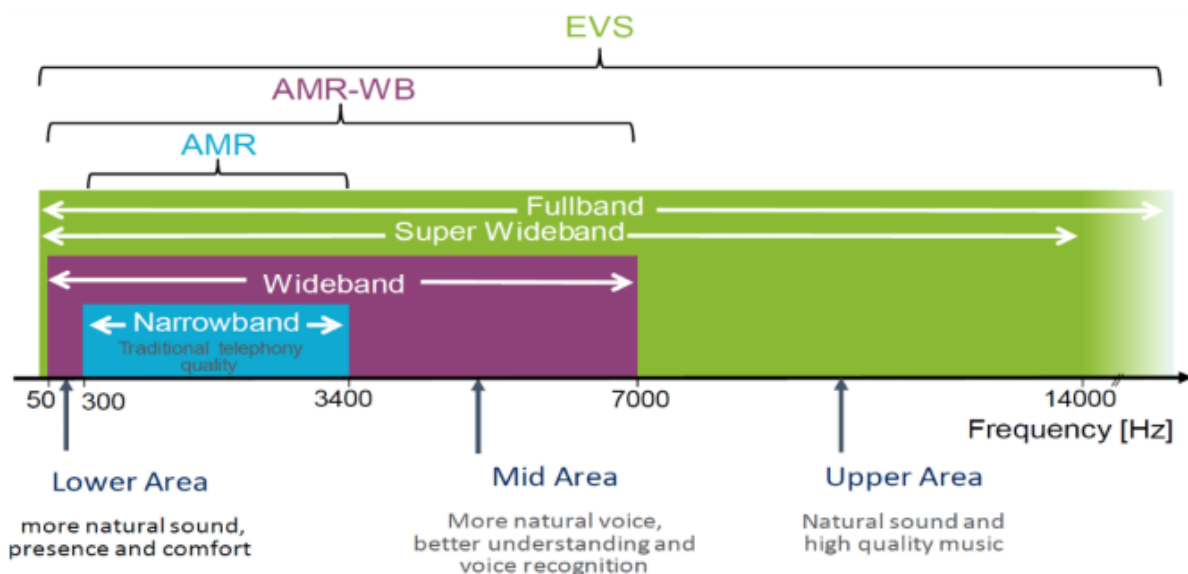 EVS
AMR-WB
AMR
Fullband
Super Wideband
Wideband
Narrowband
Traditional telephony
quality
50 300 3400 7000 14000
Frequency [Hz]
Lower Area Mid Area Upper Area
more natural sound,
presence and comfort
More natural voice,
better understanding and
voice recognition
Natural sound and
high quality music